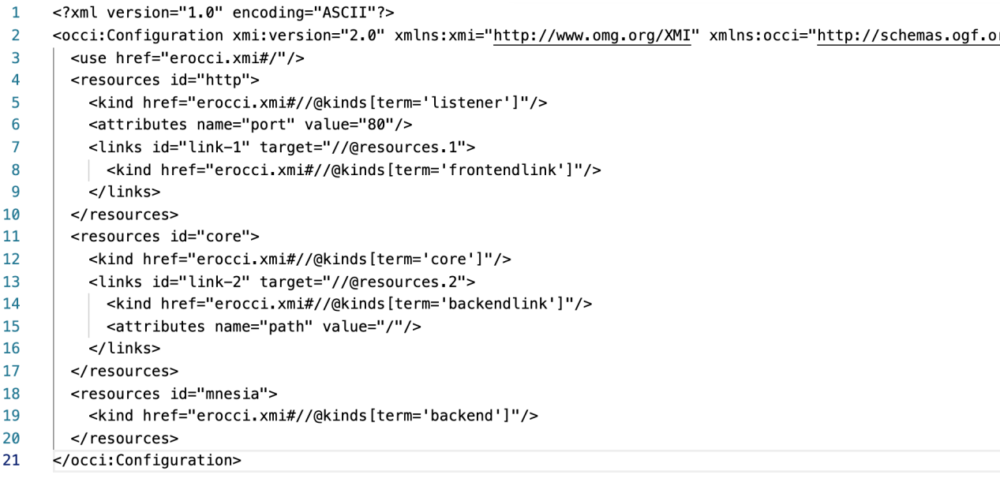 1 <?xml version="1.0" encoding="ASCII"?>
2 <occi:Configuration xmi:version="2.0" xmlns:xmi="http://www.omg.org/XMI" xmlns:occi="http://schemas.ogf.or
3 <use href="erocci.xmi#/"/>
4 <resources id="http">
5 <kind href="erocci.xmi#//@kinds[term='listener']"/>
6 <attributes name="port" value="80"/>
7 <links id="link-1" target="//@resources.1">
8 <kind href="erocci.xmi#//@kinds[term='frontendlink']"/>
9 </links>
10 </resources>
11 <resources id="core">
12 <kind href="erocci.xmi#//@kinds[term='core']"/>
13 <links id="link-2" target="//@resources.2">
14 <kind href="erocci.xmi#//@kinds[term='backendlink']"/>
15 <attributes name="path" value="/"/>
16 </links>
17 </resources>
18 <resources id="mnesia">
19 <kind href="erocci.xmi#//@kinds[term='backend']"/>
20 </resources>
21 </occi:Configuration>